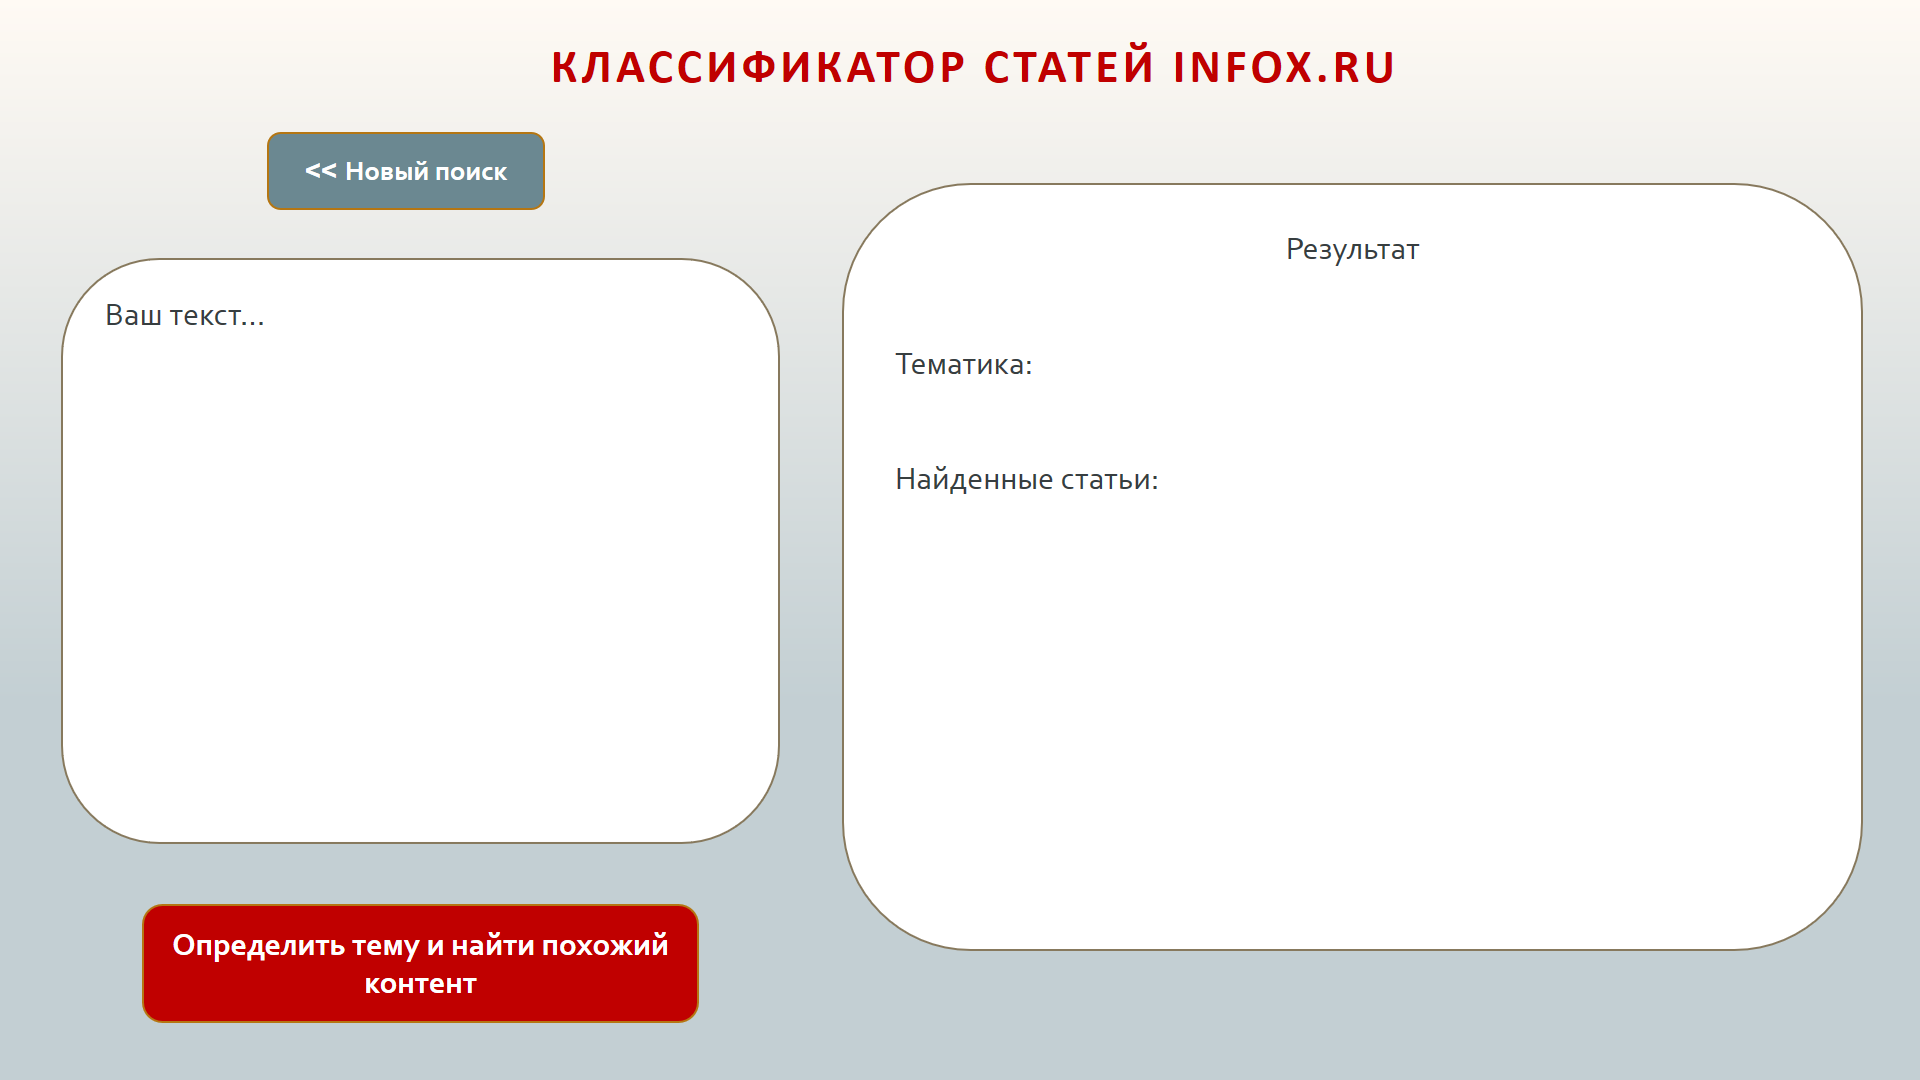 КЛАССИФИКАТОР СТАТЕЙ INFOX.RU
<< Новый поиск
Ваш текст...
Определить тему и найти похожий
контент
Результат
Тематика:
Найденные статьи: